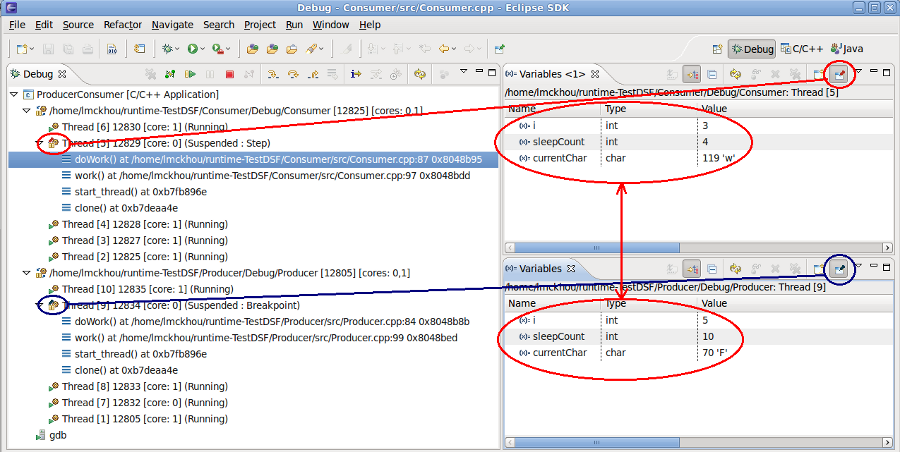 Debug - Consumer/src/Consumer.cpp - Eclipse SDK
File Edit Source Refactor Navigate Search Project Run Window Help
Debug C/C++ Java
Debug
ProducerConsumer [C/C++ Application]
/home/lmckhou/runtime-TestDSF/Consumer/Debug/Consumer [12825] [cores: 0,1]
Thread [6] 12830 [core: 1] (Running)
Thread [5] 12829 [core: 0] (Suspended : Step)
doWork() at /home/lmckhou/runtime-TestDSF/Consumer/src/Consumer.cpp:87 0x8048b95
work() at /home/lmckhou/runtime-TestDSF/Consumer/src/Consumer.cpp:97 0x8048bdd
start_thread() at 0xb7fb896e
clone() at 0xb7deaa4e
Thread [4] 12828 [core: 1] (Running)
Thread [3] 12827 [core: 1] (Running)
Thread [2] 12825 [core: 1] (Running)
/home/lmckhou/runtime-TestDSF/Producer/Debug/Producer [12805] [cores: 0,1]
Thread [10] 12835 [core: 1] (Running)
Thread [9] 12834 [core: 0] (Suspended : Breakpoint)
doWork() at /home/lmckhou/runtime-TestDSF/Producer/src/Producer.cpp:84 0x8048b8b
work() at /home/lmckhou/runtime-TestDSF/Producer/src/Producer.cpp:99 0x8048bed
start_thread() at 0xb7fb896e
clone() at 0xb7deaa4e
Thread [8] 12833 [core: 1] (Running)
Thread [7] 12832 [core: 0] (Running)
Thread [1] 12805 [core: 1] (Running)
gdb
(x)= Variables <1>
/home/lmckhou/runtime-TestDSF/Consumer/Debug/Consumer: Thread [5]
Name Type Value
(x)= i int 3
(x)= sleepCount int 4
(x)= currentChar char 119 'w'
(x)= Variables
/home/lmckhou/runtime-TestDSF/Producer/Debug/Producer: Thread [9]
Name Type Value
(x)= i int 5
(x)= sleepCount int 10
(x)= currentChar char 70 'F'